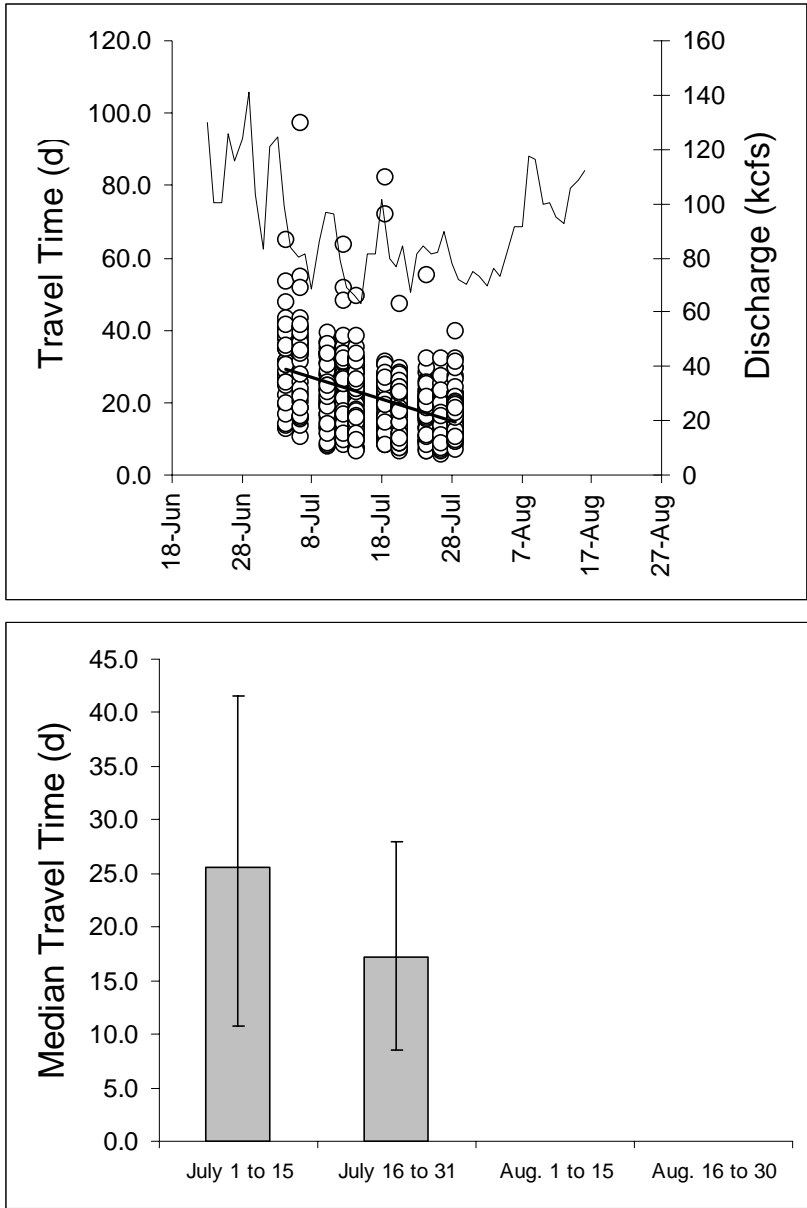 120.0
100.0
80.0
60.0
40.0
20.0
0.0
Travel Time (d)
160
140
120
100
80
60
40
20
0
Discharge (kcfs)
18-Jun
28-Jun
8-Jul
18-Jul
28-Jul
7-Aug
17-Aug
27-Aug
45.0
40.0
35.0
30.0
25.0
20.0
15.0
10.0
5.0
0.0
Median Travel Time (d)
July 1 to 15
July 16 to 31
Aug. 1 to 15
Aug. 16 to 30